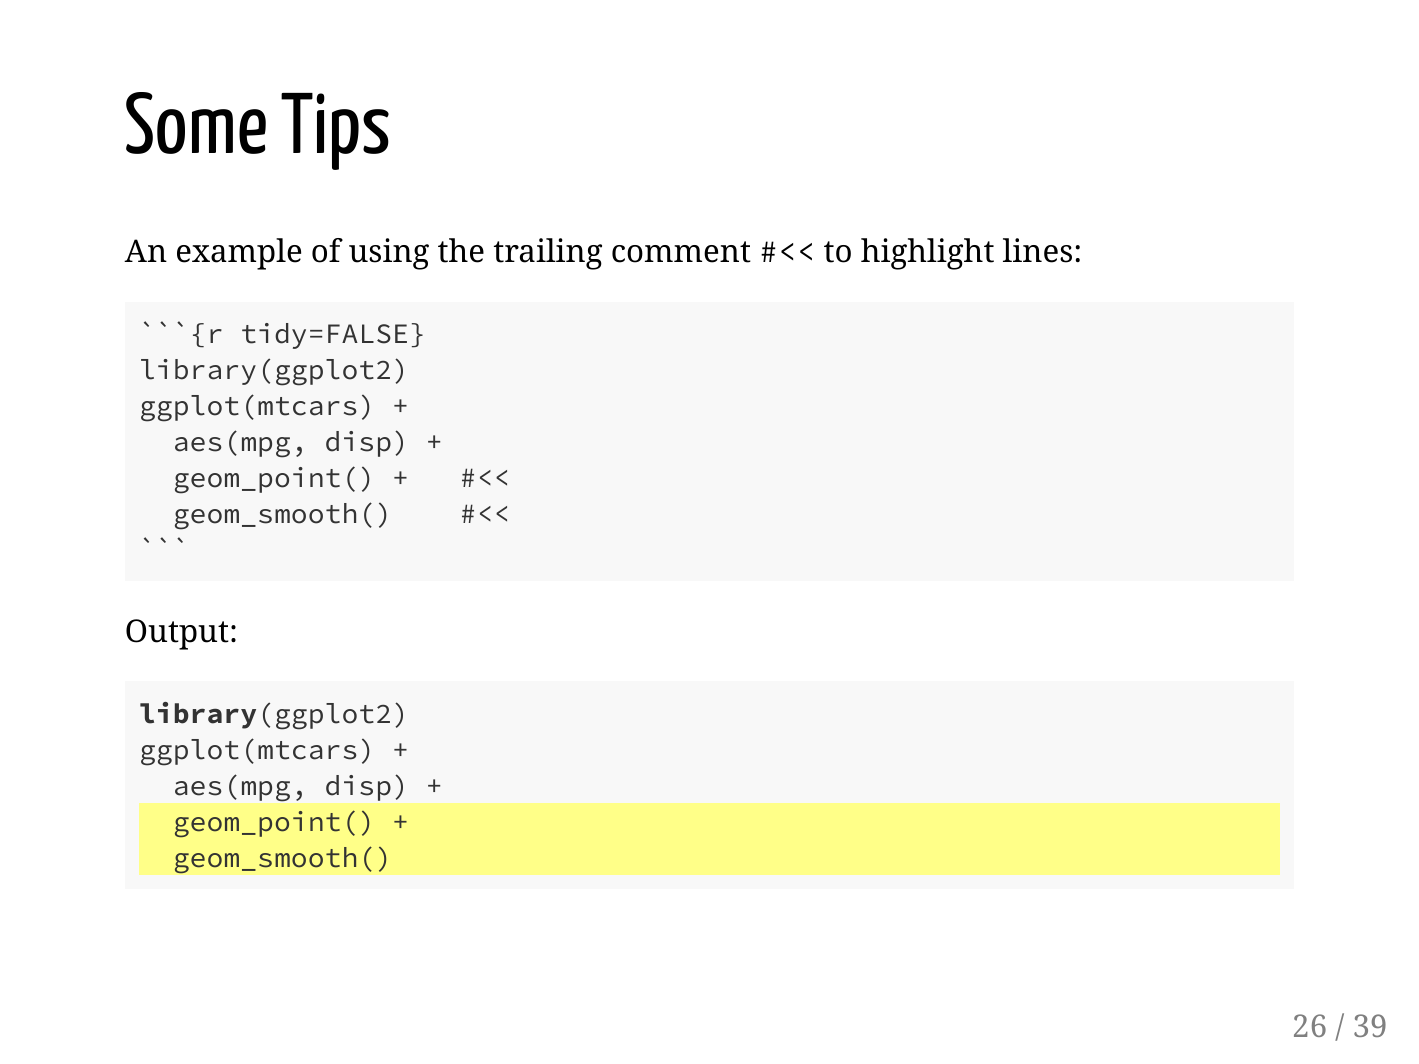 Some Tips
An example of using the trailing comment #<< to highlight lines:
```{r tidy=FALSE}
library(ggplot2)
ggplot(mtcars) +
  aes(mpg, disp) +
  geom_point() +   #<<
  geom_smooth()    #<<
```
Output:
library(ggplot2)
ggplot(mtcars) +
  aes(mpg, disp) +
  geom_point() +
  geom_smooth()
26 / 39